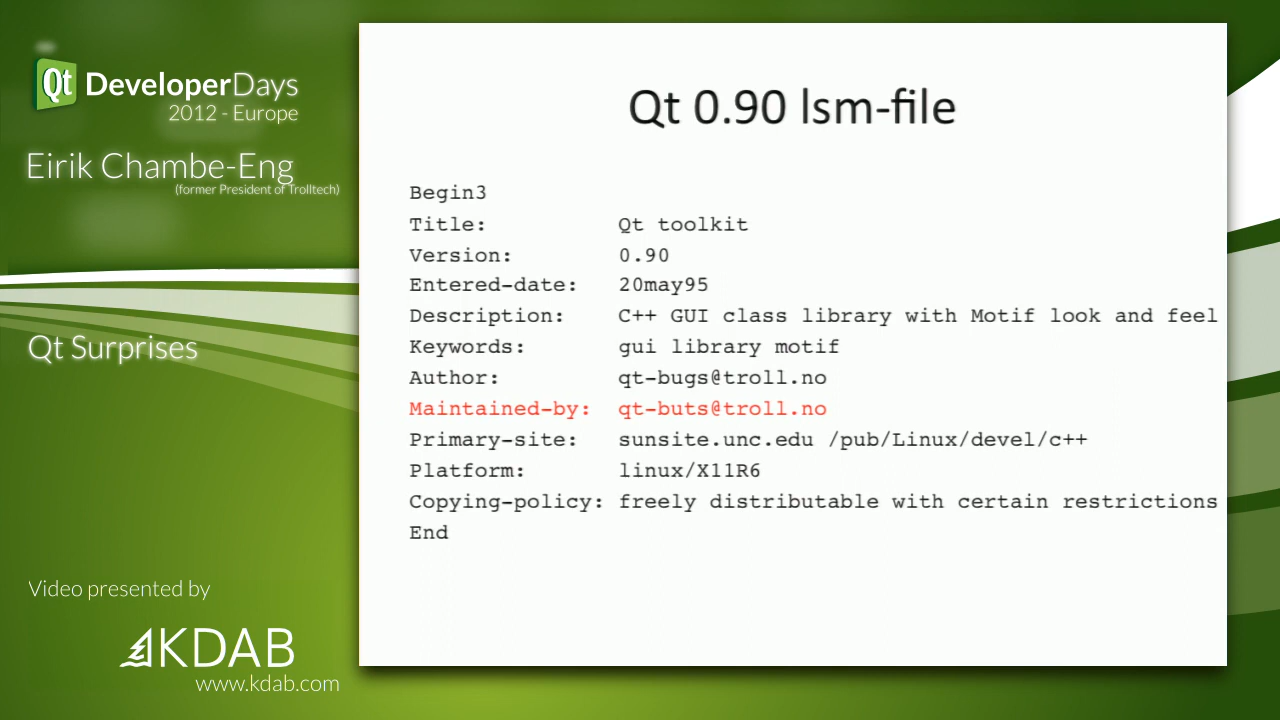 Qt DeveloperDays
2012 - Europe
Eirik Chambe-Eng
(former President of Trolltech)
Qt Surprises
Video presented by
KDAB
www.kdab.com
Qt 0.90 lsm-file
Begin3
Title: Qt toolkit
Version: 0.90
Entered-date: 20may95
Description: C++ GUI class library with Motif look and feel
Keywords: gui library motif
Author: qt-bugs@troll.no
Maintained-by: qt-buts@troll.no
Primary-site: sunsite.unc.edu /pub/Linux/devel/c++
Platform: linux/X11R6
Copying-policy: freely distributable with certain restrictions
End